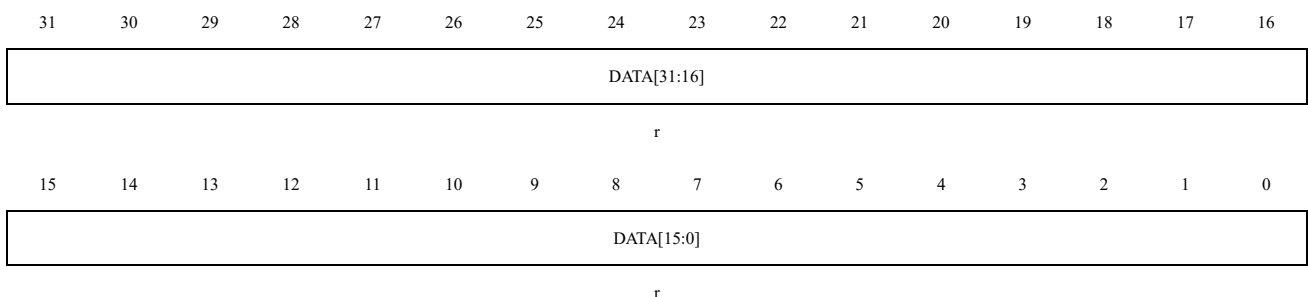 31 30 29 28 27 26 25 24 23 22 21 20 19 18 17 16
DATA[31:16]
r
15 14 13 12 11 10 9 8 7 6 5 4 3 2 1 0
DATA[15:0]
r